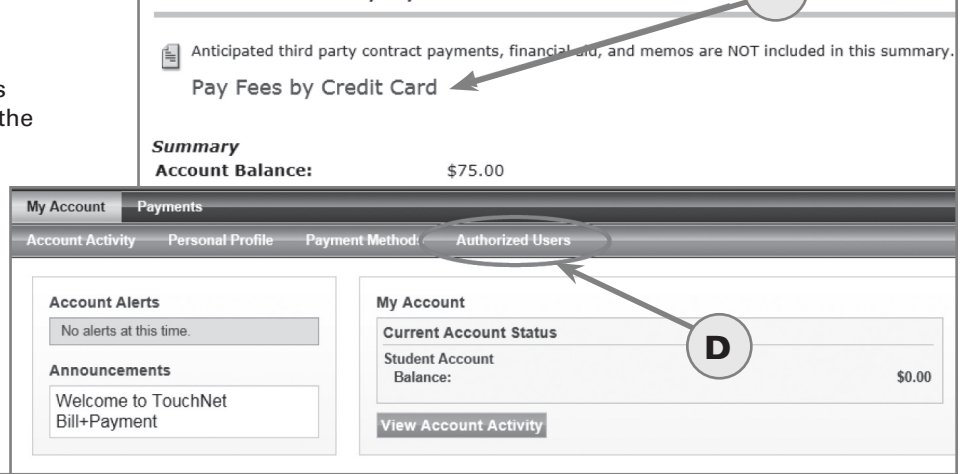 Anticipated third party contract payments, financial aid, and memos are NOT included in this summary.
Pay Fees by Credit Card
s
the
Summary
Account Balance: $75.00
My Account Payments
Account Activity Personal Profile Payment Methods Authorized Users
Account Alerts
No alerts at this time.
Announcements
Welcome to TouchNet
Bill+Payment
My Account
Current Account Status
Student Account
Balance: $0.00
View Account Activity
D